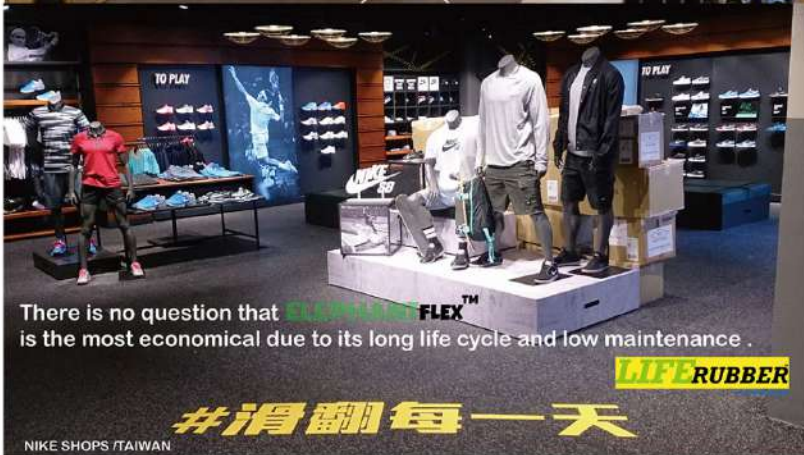 TO PLAY
TO PLAY
NIKE
SB
There is no question that ELEPHANTFLEX™
is the most economical due to its long life cycle and low maintenance .
LIFERUBBER
#滑翻每一天
NIKE SHOPS /TAIWAN